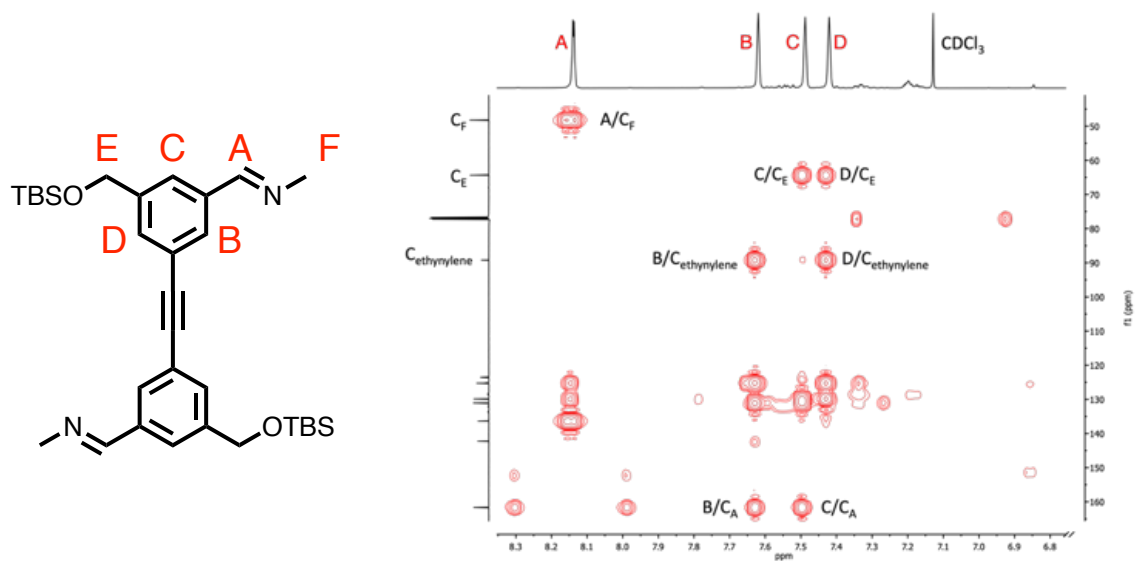 E C A F
TBSO
N
D B
N
OTBS
A B C D CDCl3
CF A/CF
CE C/CE D/CE
Cethynylene B/Cethynylene D/Cethynylene
B/CA C/CA
50
60
70
80
90
100
110
120
130
140
150
160
f1 (ppm)
8.3 8.2 8.1 8.0 7.9 7.8 7.7 7.6 7.5 7.4 7.3 7.2 7.1 7.0 6.9 6.8
ppm